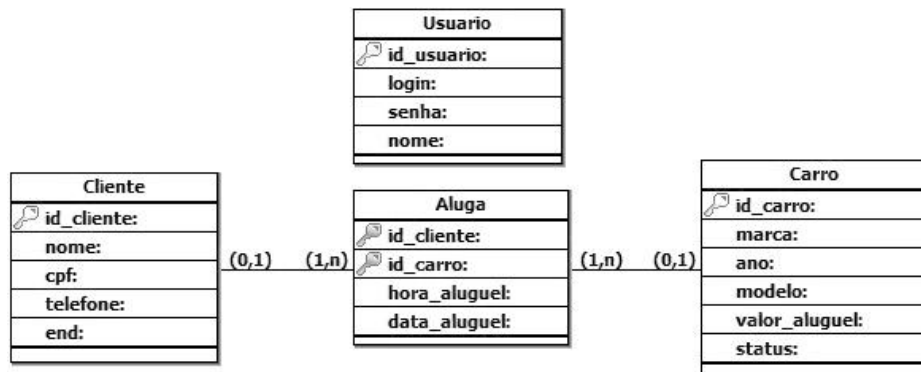 Usuario
id_usuario:
login:
senha:
nome:
Cliente
id_cliente:
nome:
cpf:
telefone:
end:
(0,1)
(1,n)
Aluga
id_cliente:
id_carro:
hora_aluguel:
data_aluguel:
(1,n)
(0,1)
Carro
id_carro:
marca:
ano:
modelo:
valor_aluguel:
status: